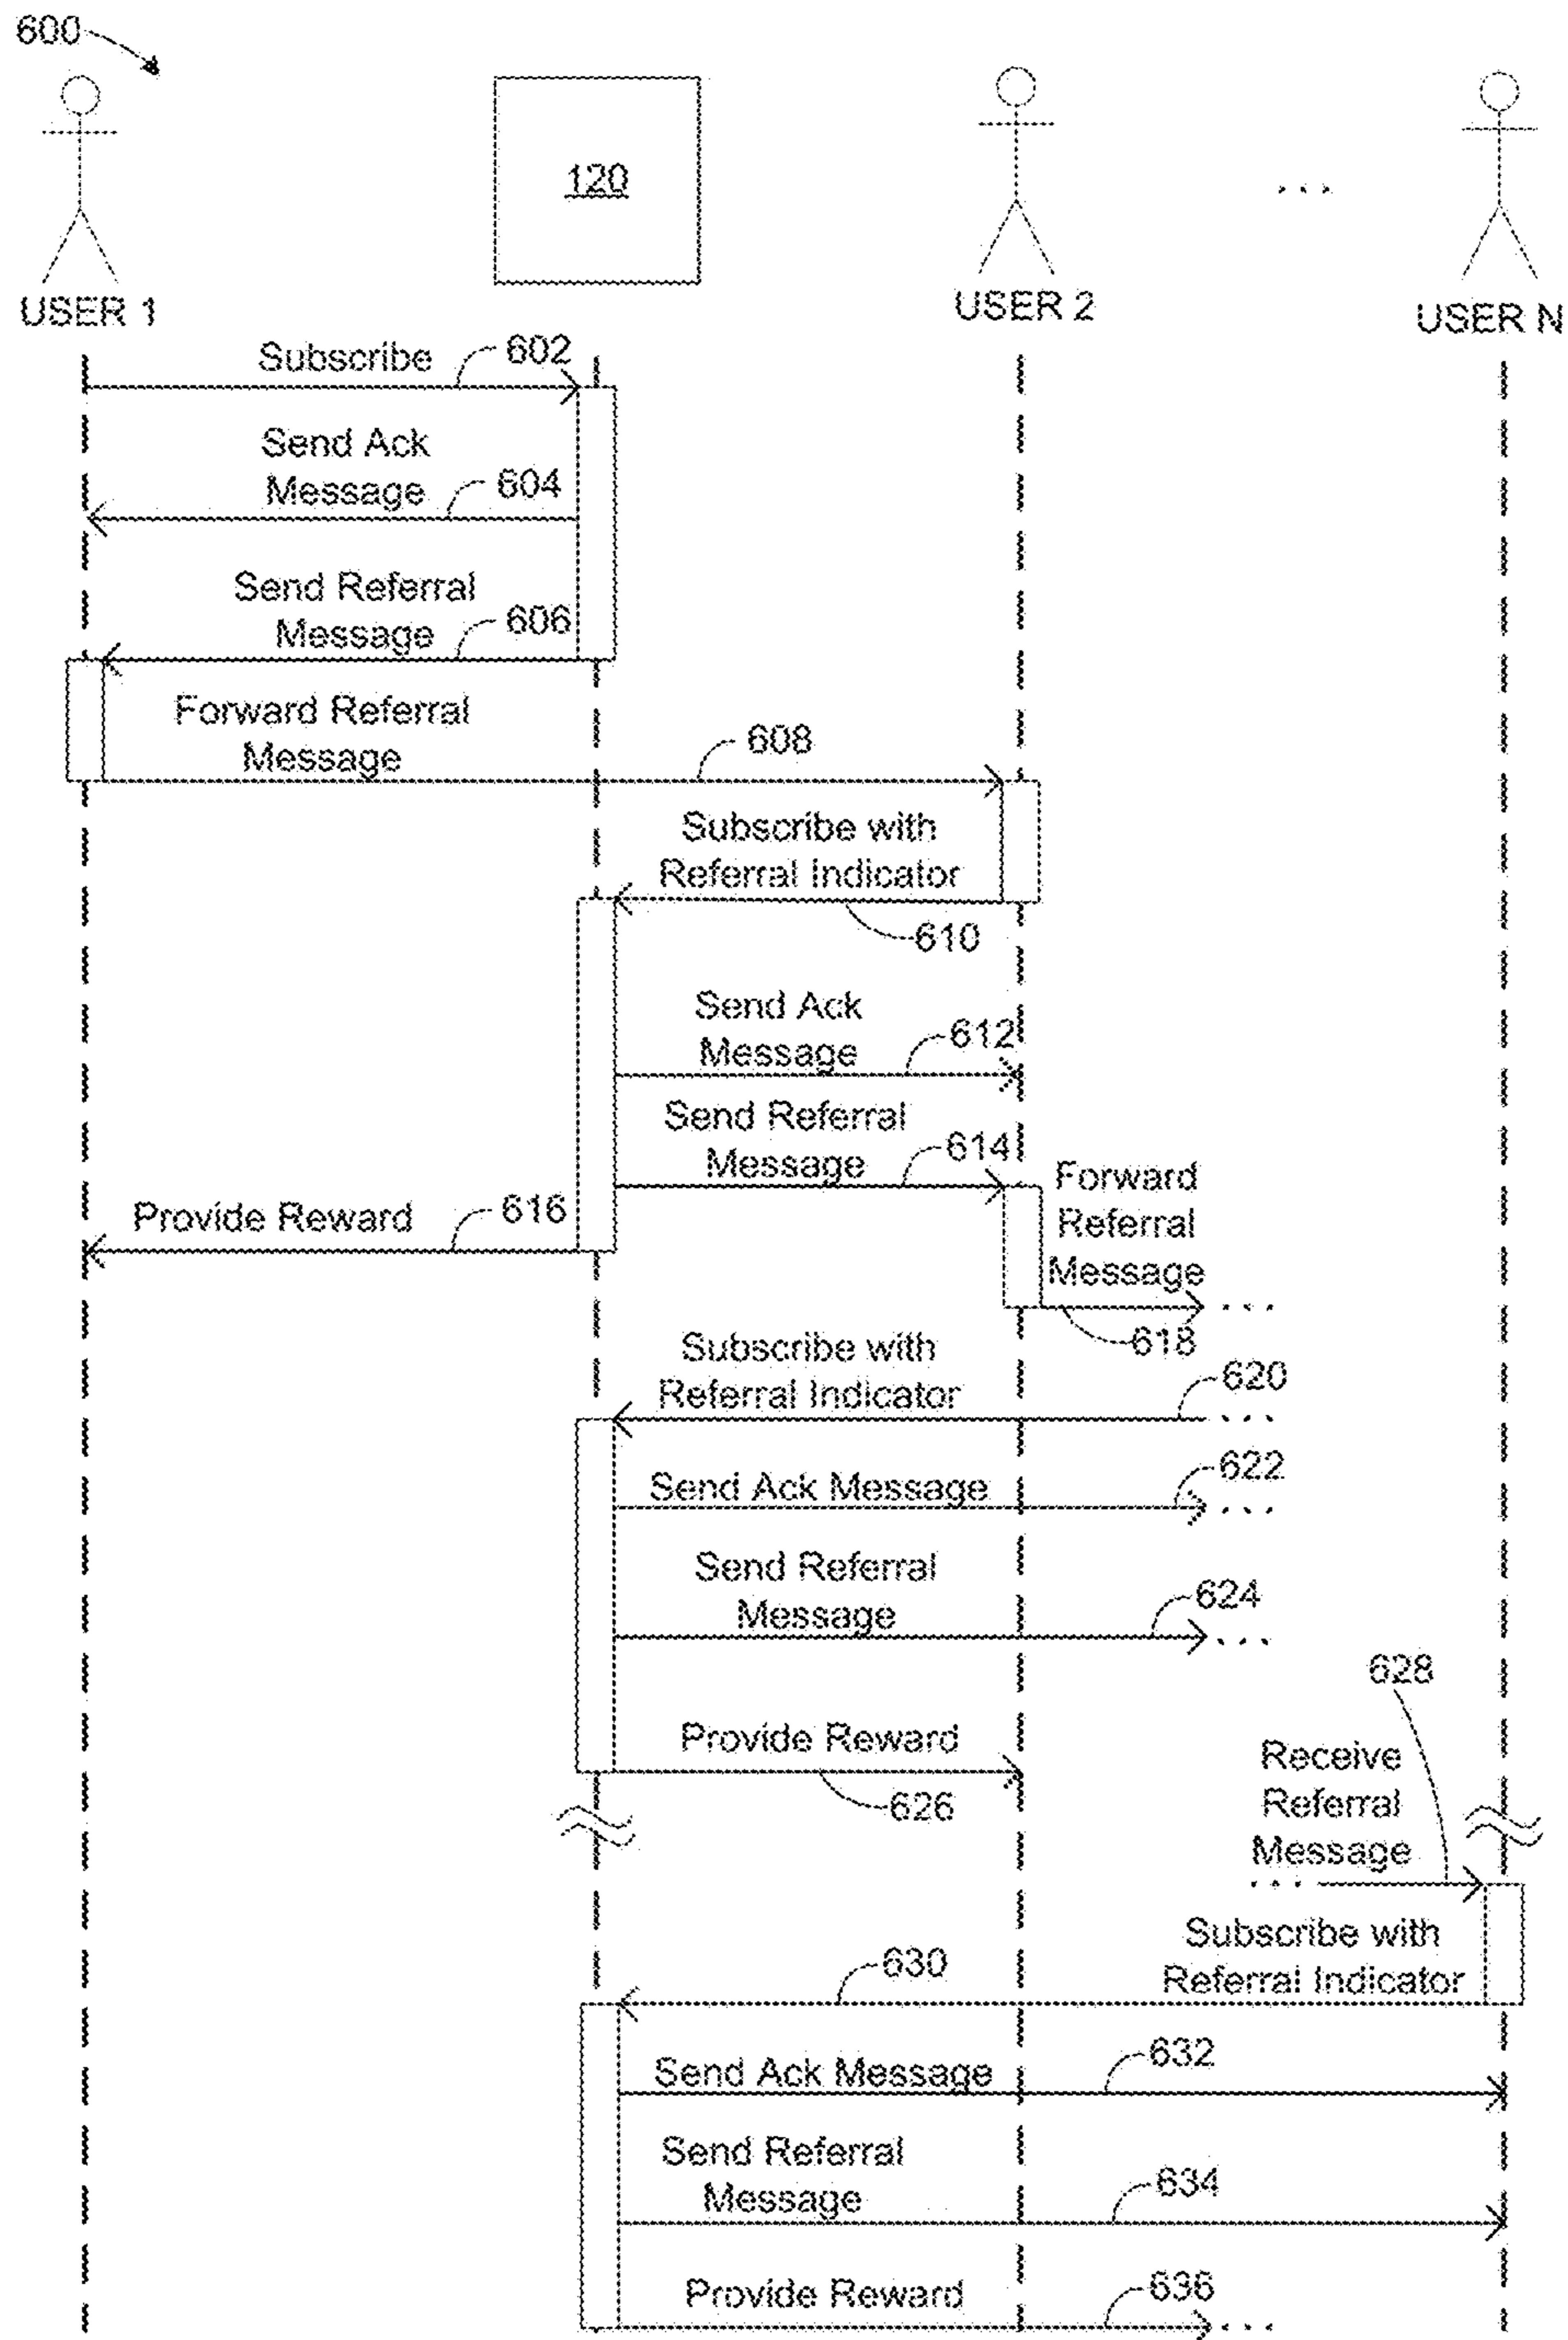 600
120
USER 1
USER 2
. . .
USER N
Subscribe
602
Send Ack
Message
604
Send Referral
Message
606
Forward Referral
Message
608
Subscribe with
Referral Indicator
610
Send Ack
Message
612
Send Referral
Message
614
Forward
Referral
Message
Provide Reward
616
. . .
618
Subscribe with
Referral Indicator
620
. . .
Send Ack Message
622
. . .
Send Referral
Message
624
. . .
628
Provide Reward
626
Receive
Referral
Message
. . .
Subscribe with
Referral Indicator
630
Send Ack Message
632
Send Referral
Message
634
Provide Reward
636
. . .